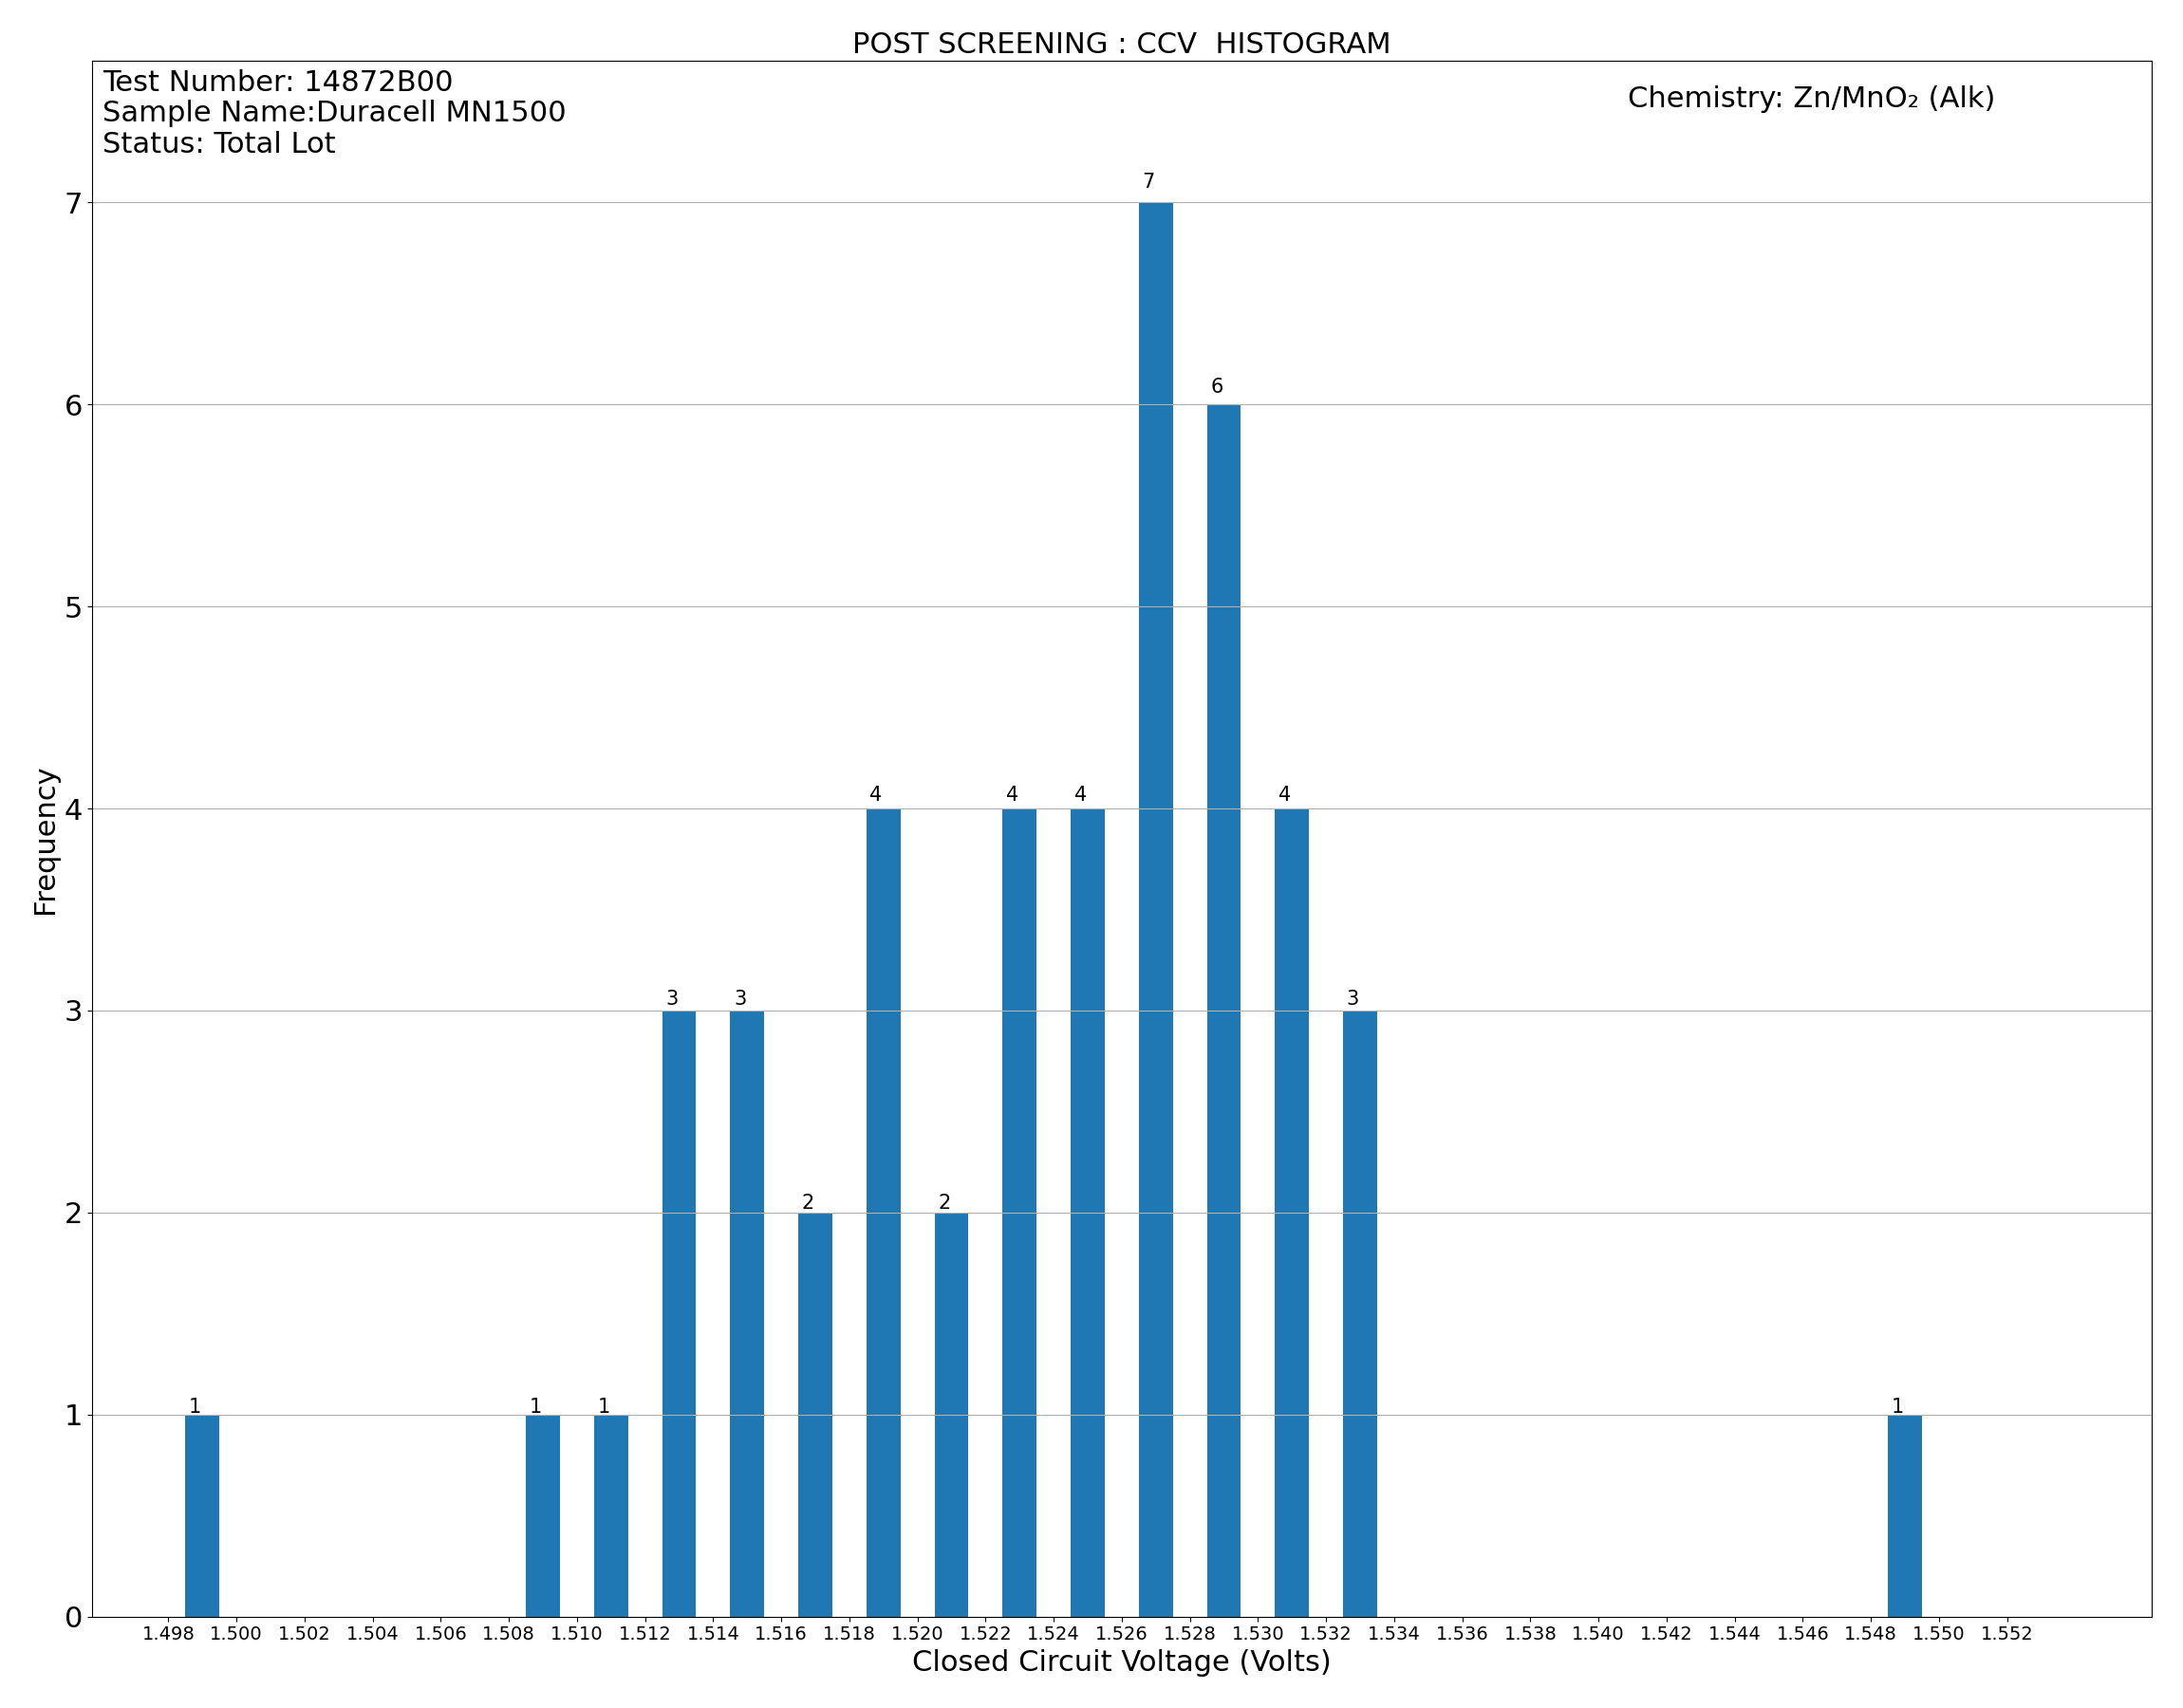 POST SCREENING : CCV  HISTOGRAM
Test Number: 14872B00
Sample Name:Duracell MN1500
Status: Total Lot
Chemistry: Zn/MnO₂ (Alk)
7
7
6
6
5
4 4 4 4
4
3 3 3
3
2 2
2
1 1 1 1
1
0
Frequency
1.498 1.500 1.502 1.504 1.506 1.508 1.510 1.512 1.514 1.516 1.518 1.520 1.522 1.524 1.526 1.528 1.530 1.532 1.534 1.536 1.538 1.540 1.542 1.544 1.546 1.548 1.550 1.552
Closed Circuit Voltage (Volts)